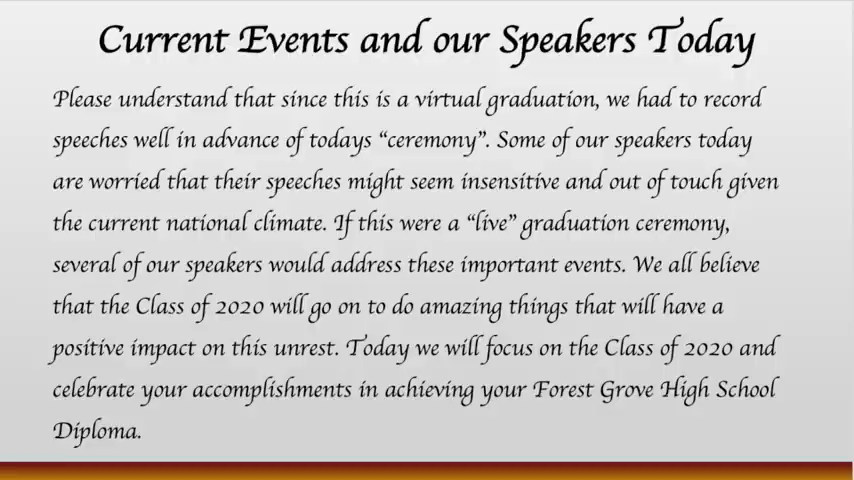 Current Events and our Speakers Today
Please understand that since this is a virtual graduation, we had to record
speeches well in advance of todays “ceremony”. Some of our speakers today
are worried that their speeches might seem insensitive and out of touch given
the current national climate. If this were a “live” graduation ceremony,
several of our speakers would address these important events. We all believe
that the Class of 2020 will go on to do amazing things that will have a
positive impact on this unrest. Today we will focus on the Class of 2020 and
celebrate your accomplishments in achieving your Forest Grove High School
Diploma.